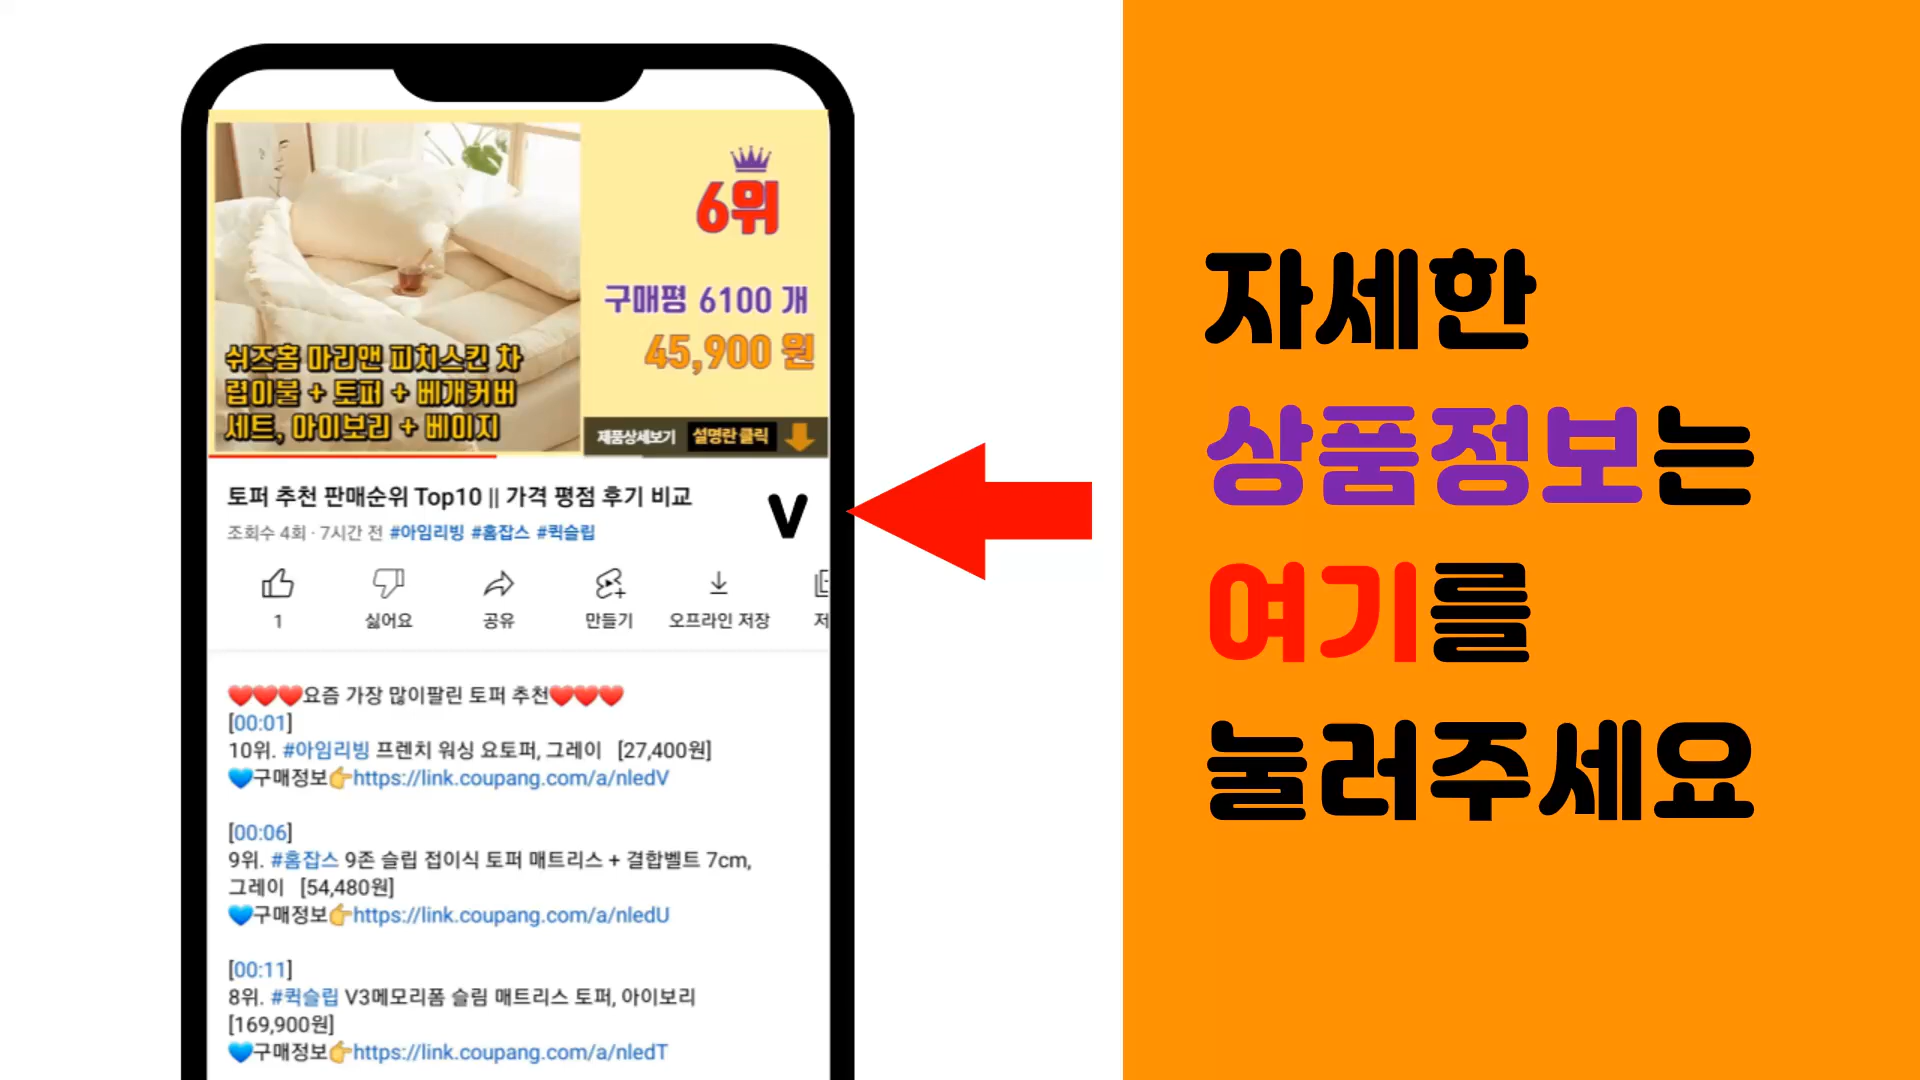 6위
구매평 6100 개
45,900 원
쉬즈홈 마리앤 피치스킨 차
렵이불 + 토퍼 + 베개커버
세트, 아이보리 + 베이지
제품상세보기 설명란 클릭
토퍼 추천 판매순위 Top10 || 가격 평점 후기 비교
V
조회수 4회 · 7시간 전 #아임리빙 #홈잡스 #퀵슬립
1 싫어요 공유 만들기 오프라인 저장 저
❤️❤️❤️요즘 가장 많이팔린 토퍼 추천❤️❤️❤️
[00:01]
10위. #아임리빙 프렌치 워싱 요토퍼, 그레이 [27,400원]
💙구매정보👉https://link.coupang.com/a/nledV
[00:06]
9위. #홈잡스 9존 슬립 접이식 토퍼 매트리스 + 결합벨트 7cm,
그레이 [54,480원]
💙구매정보👉https://link.coupang.com/a/nledU
[00:11]
8위. #퀵슬립 V3메모리폼 슬림 매트리스 토퍼, 아이보리
[169,900원]
💙구매정보👉https://link.coupang.com/a/nledT
자세한
상품정보는
여기를
눌러주세요